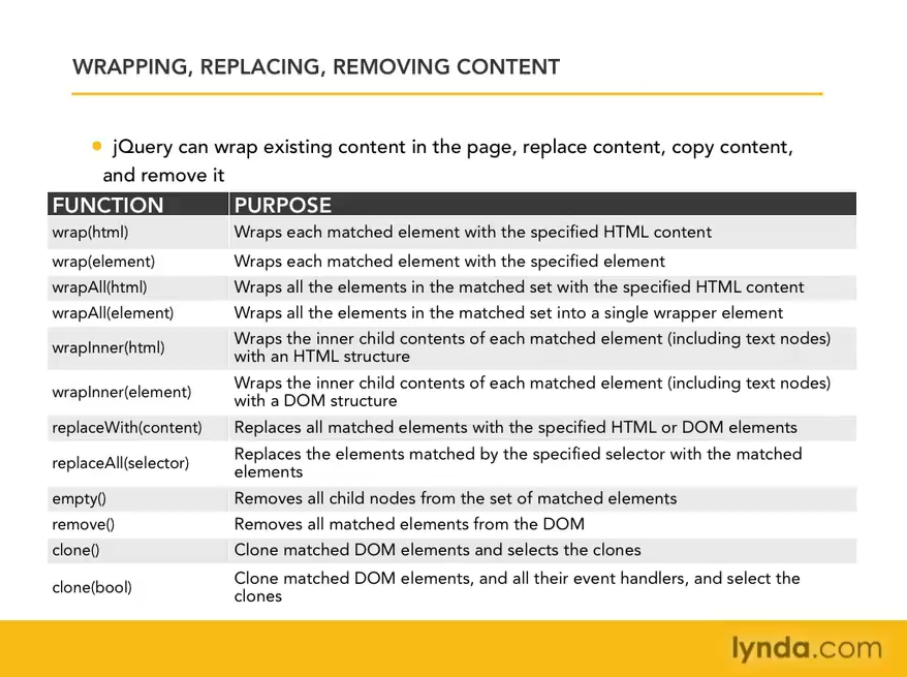 WRAPPING, REPLACING, REMOVING CONTENT
jQuery can wrap existing content in the page, replace content, copy content,
and remove it
FUNCTION PURPOSE
wrap(html) Wraps each matched element with the specified HTML content
wrap(element) Wraps each matched element with the specified element
wrapAll(html) Wraps all the elements in the matched set with the specified HTML content
wrapAll(element) Wraps all the elements in the matched set into a single wrapper element
wrapInner(html) Wraps the inner child contents of each matched element (including text nodes)
with an HTML structure
wrapInner(element) Wraps the inner child contents of each matched element (including text nodes)
with a DOM structure
replaceWith(content) Replaces all matched elements with the specified HTML or DOM elements
replaceAll(selector) Replaces the elements matched by the specified selector with the matched
elements
empty() Removes all child nodes from the set of matched elements
remove() Removes all matched elements from the DOM
clone() Clone matched DOM elements and selects the clones
clone(bool) Clone matched DOM elements, and all their event handlers, and select the
clones
lynda.com